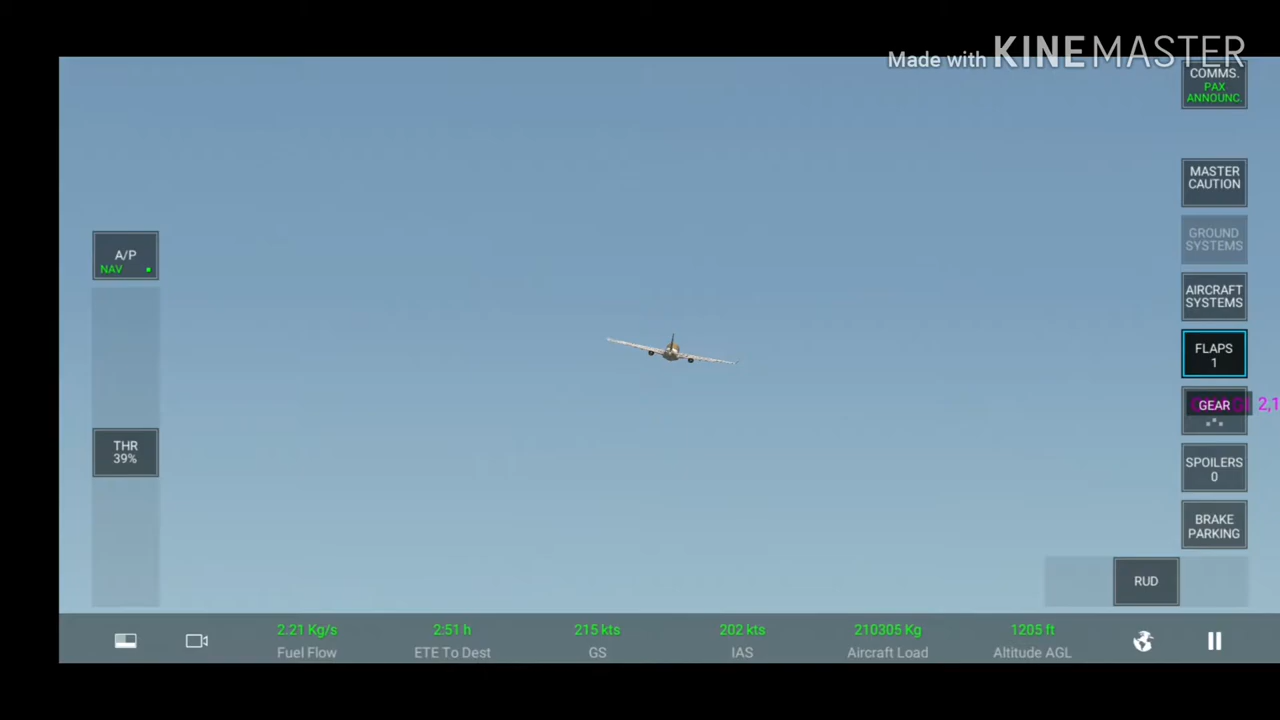 Made with KINEMASTER
COMMS.
PAX
ANNOUNC.
MASTER
CAUTION
GROUND
SYSTEMS
A/P
NAV
AIRCRAFT
SYSTEMS
FLAPS
1
GEAR
2,1
THR
39%
SPOILERS
0
BRAKE
PARKING
RUD
2.21 Kg/s
Fuel Flow
2:51 h
ETE To Dest
215 kts
GS
202 kts
IAS
210305 Kg
Aircraft Load
1205 ft
Altitude AGL